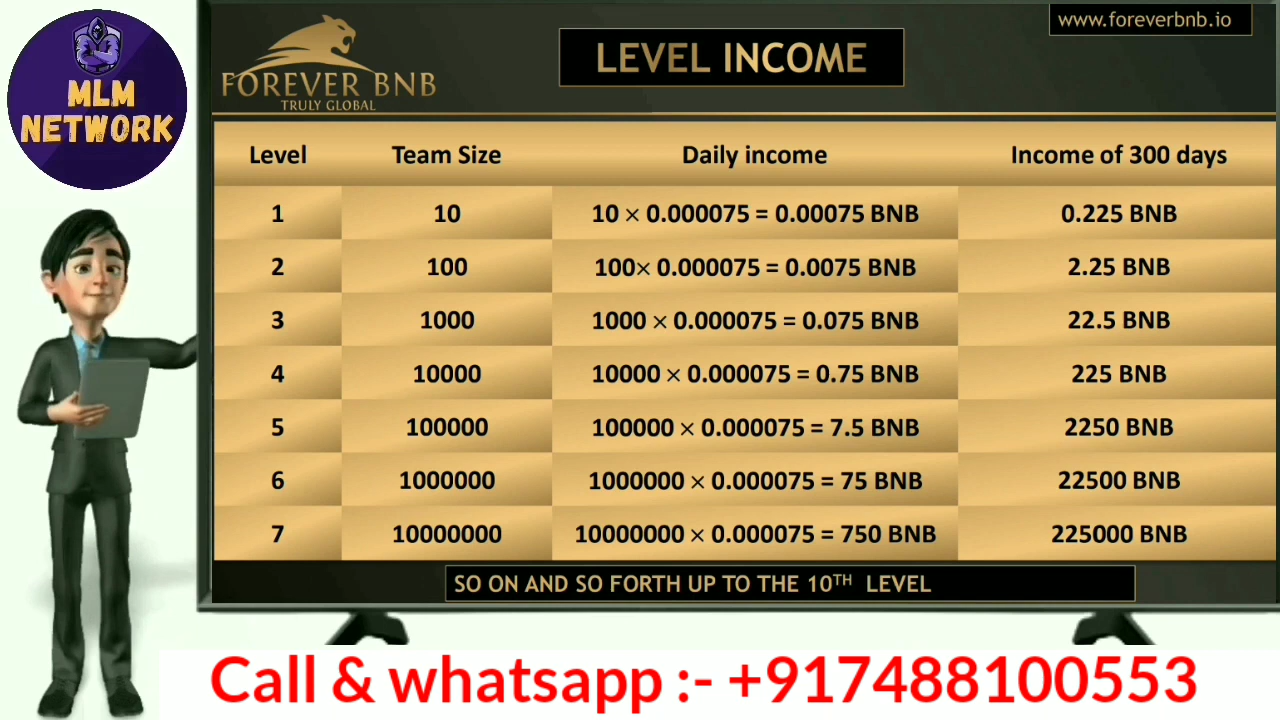 MLM
NETWORK
FOREVER BNB
TRULY GLOBAL
LEVEL INCOME
www.foreverbnb.io
Level Team Size Daily income Income of 300 days
1 10 10 × 0.000075 = 0.00075 BNB 0.225 BNB
2 100 100× 0.000075 = 0.0075 BNB 2.25 BNB
3 1000 1000 × 0.000075 = 0.075 BNB 22.5 BNB
4 10000 10000 × 0.000075 = 0.75 BNB 225 BNB
5 100000 100000 × 0.000075 = 7.5 BNB 2250 BNB
6 1000000 1000000 × 0.000075 = 75 BNB 22500 BNB
7 10000000 10000000 × 0.000075 = 750 BNB 225000 BNB
SO ON AND SO FORTH UP TO THE 10TH LEVEL
Call & whatsapp :- +917488100553